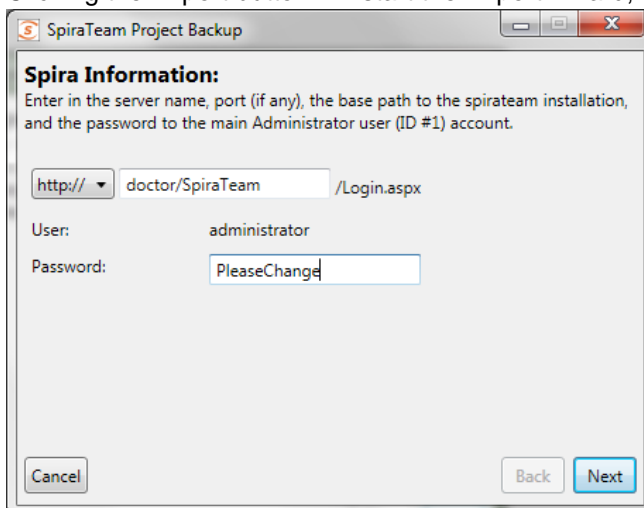 SpiraTeam Project Backup
Spira Information:
Enter in the server name, port (if any), the base path to the spirateam installation,
and the password to the main Administrator user (ID #1) account.
http:// doctor/SpiraTeam /Login.aspx
User: administrator
Password: PleaseChange
Cancel Back Next